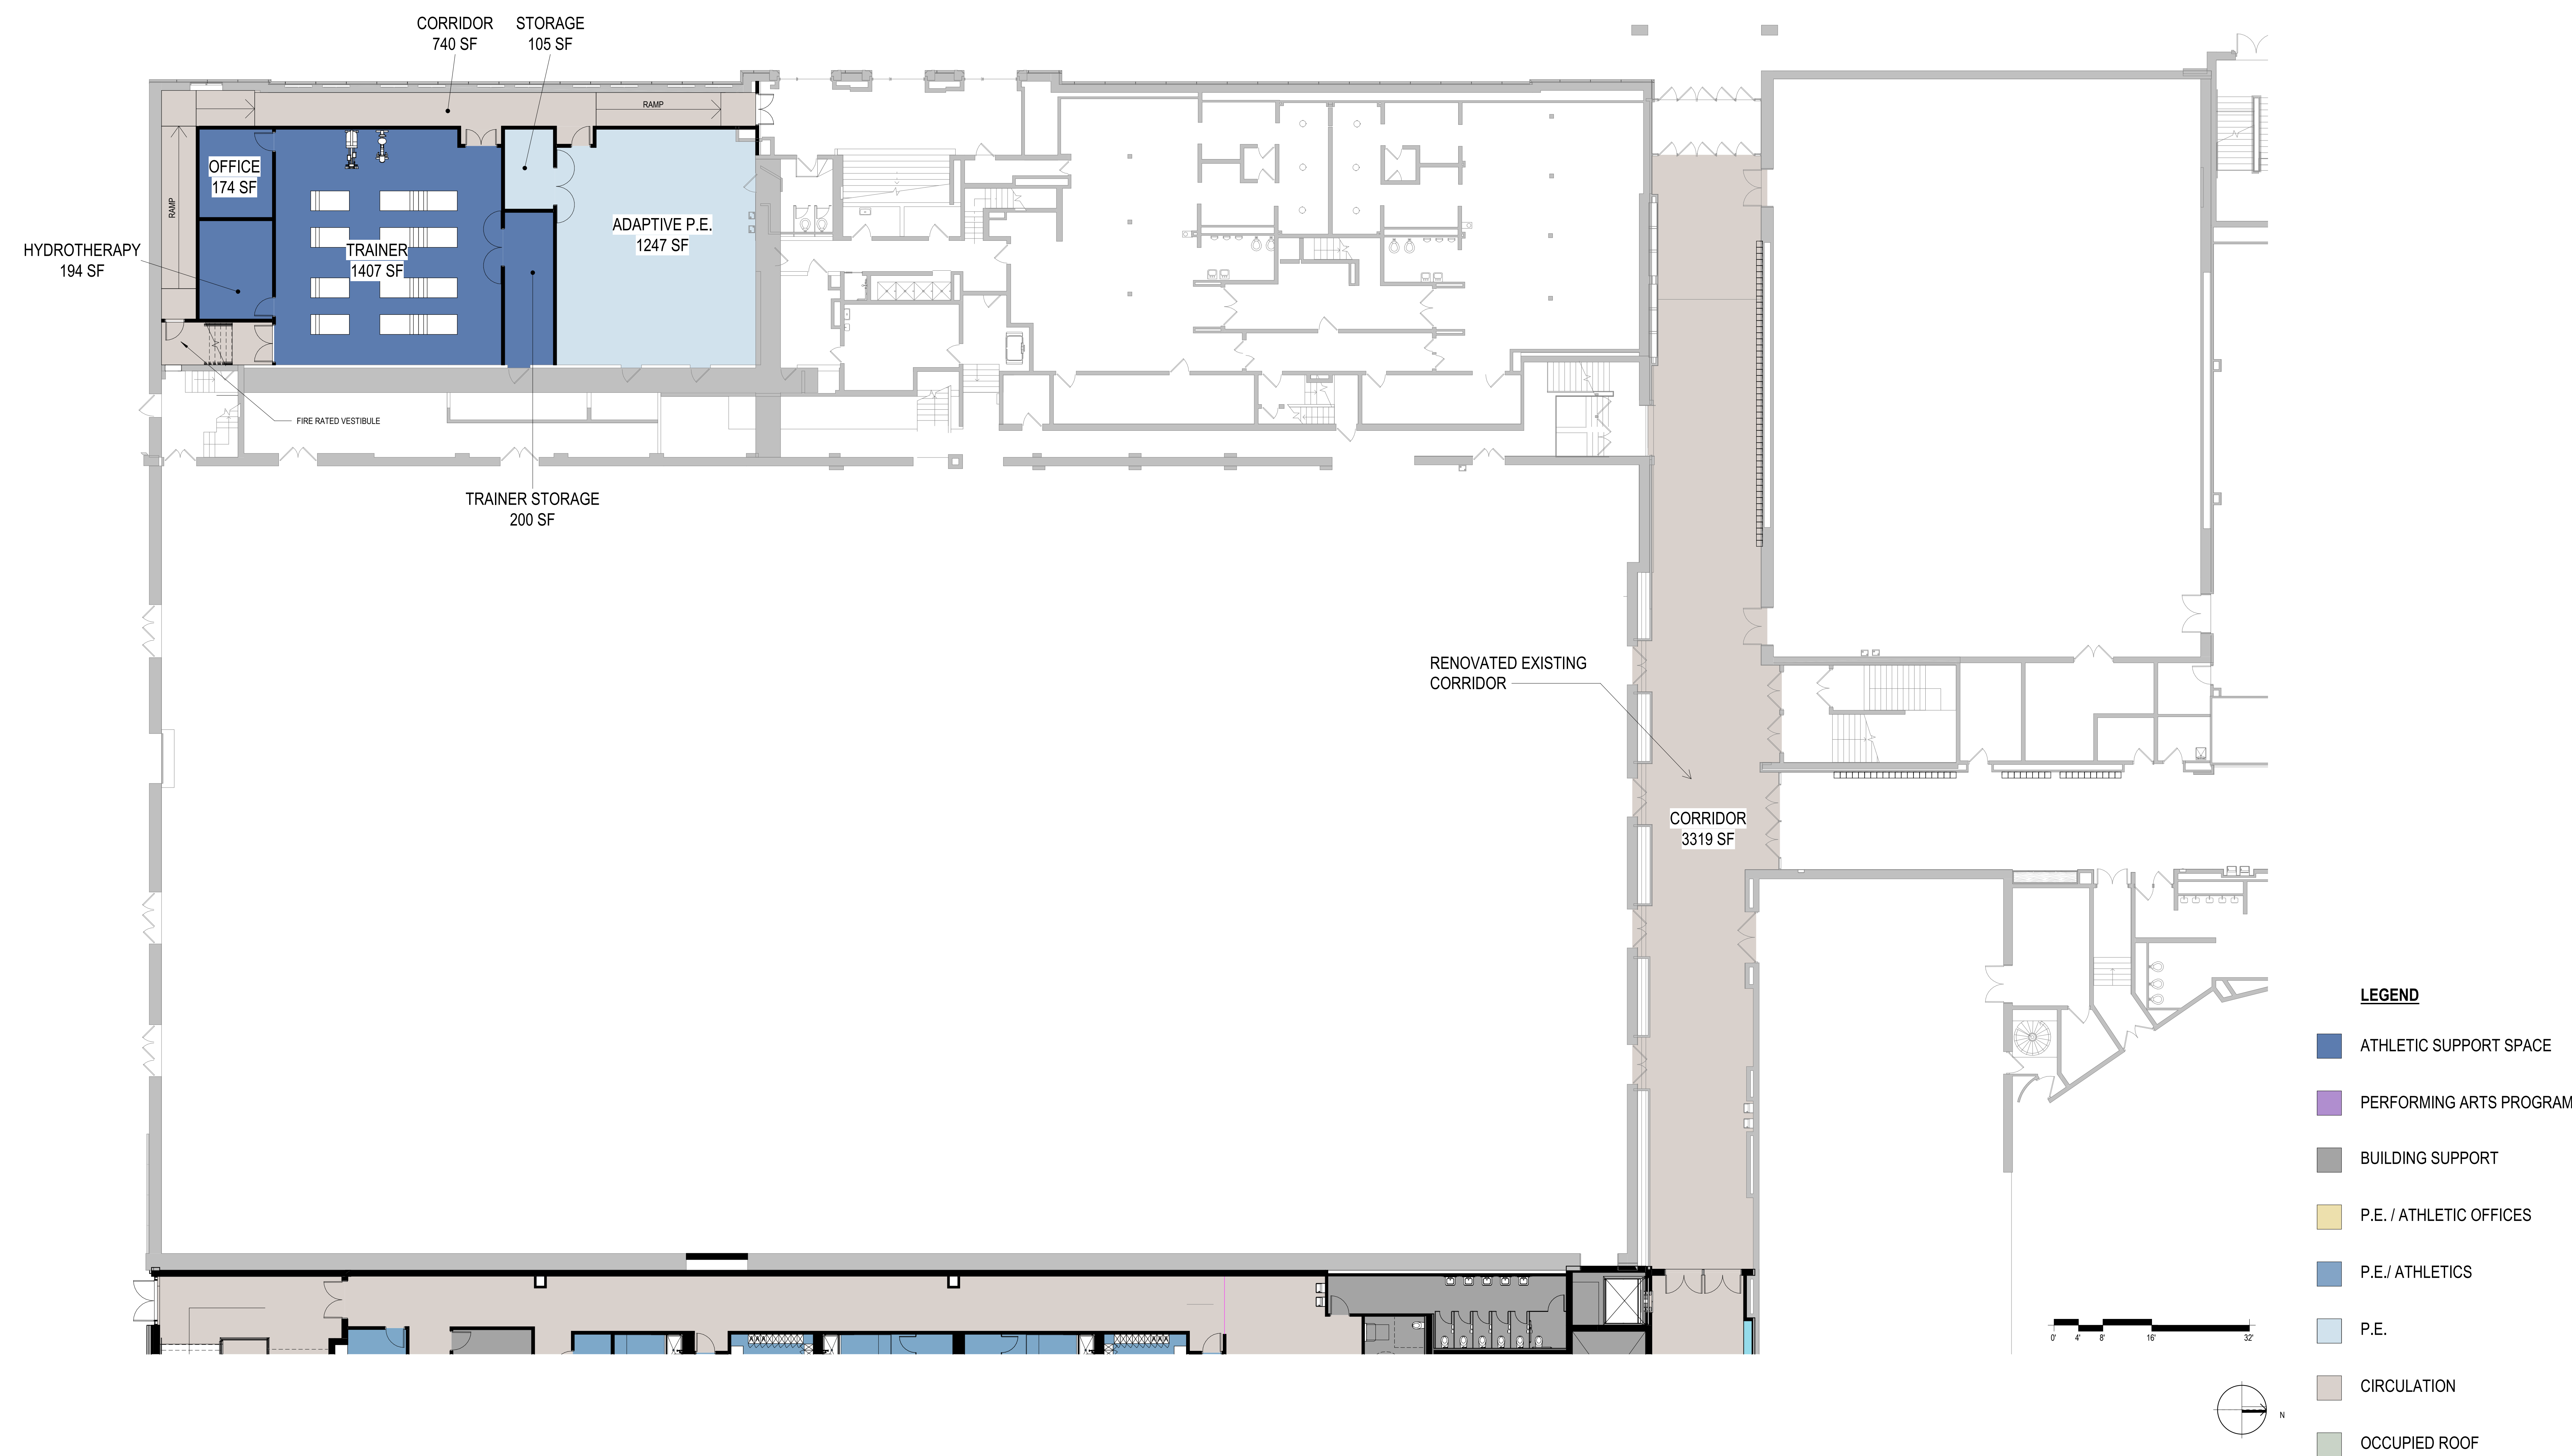 CORRIDOR
740 SF
STORAGE
105 SF
RAMP
OFFICE
174 SF
RAMP
ADAPTIVE P.E.
1247 SF
HYDROTHERAPY
194 SF
TRAINER
1407 SF
FIRE RATED VESTIBULE
TRAINER STORAGE
200 SF
RENOVATED EXISTING
CORRIDOR
CORRIDOR
3319 SF
LEGEND
ATHLETIC SUPPORT SPACE
PERFORMING ARTS PROGRAM
BUILDING SUPPORT
P.E. / ATHLETIC OFFICES
P.E./ ATHLETICS
P.E.
CIRCULATION
OCCUPIED ROOF
0' 4' 8' 16' 32'
N